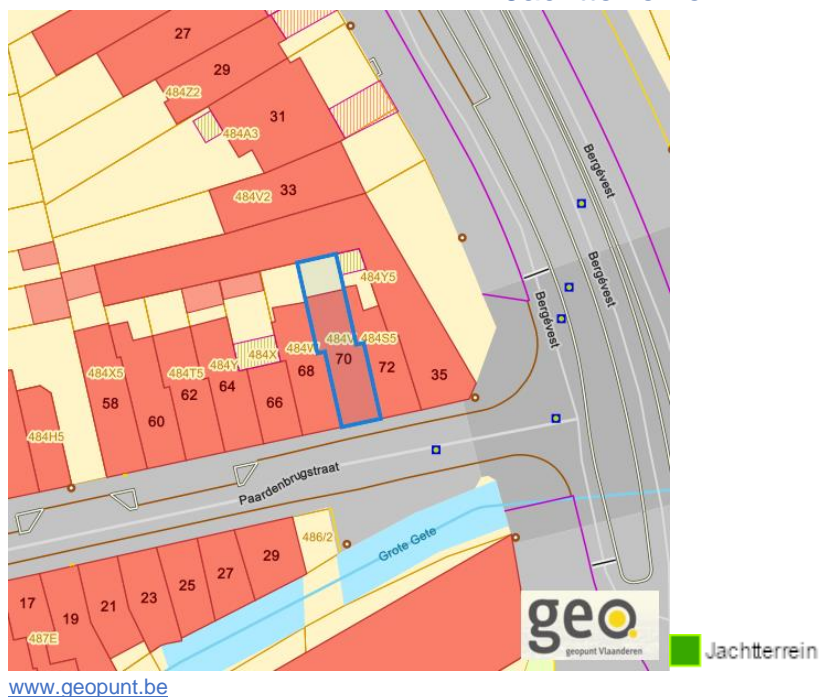 27
29
484Z2
31
484A3
33
484V2
Bergévest
Bergévest
Bergévest
484Y5
484X5
484T5
484Y
484X
484W
484V
484S5
58
60
62
64
66
68
70
72
35
484H5
Paardenbrugstraat
Grote Gete
486/2
17
19
21
23
25
27
29
487E
geo
geopunt Vlaanderen
Jachtterrein
www.geopunt.be